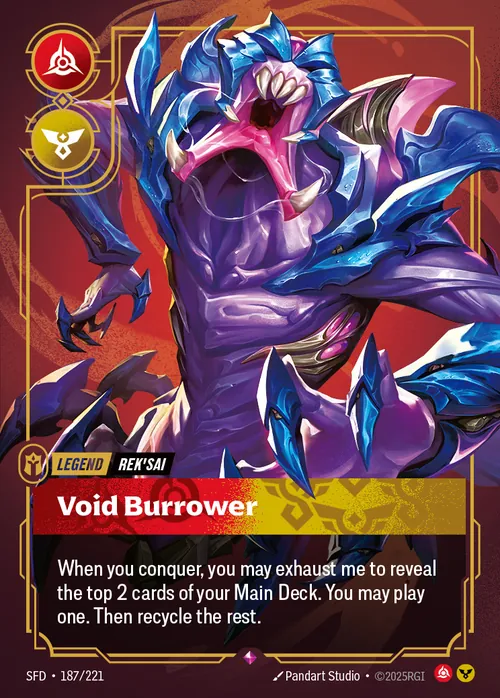 LEGEND REK'SAI
Void Burrower
When you conquer, you may exhaust me to reveal
the top 2 cards of your Main Deck. You may play
one. Then recycle the rest.
SFD • 187/221
Pandart Studio • ©2025RGI